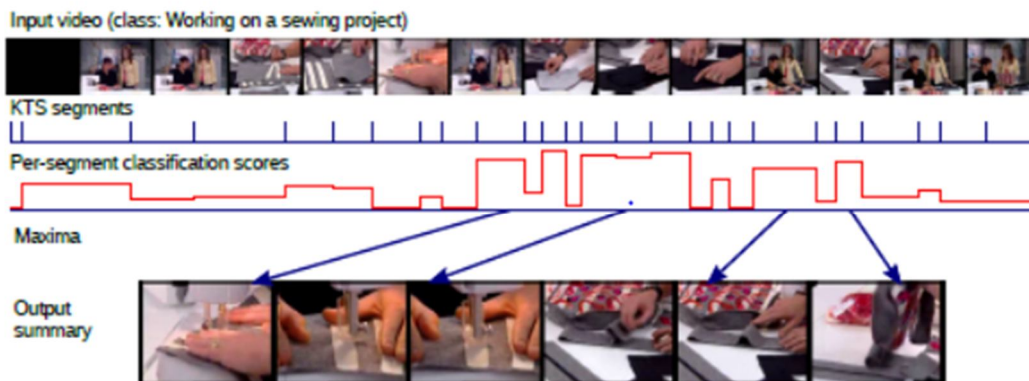 Input video (class: Working on a sewing project)
KTS segments
Per-segment classification scores
Maxima
Output
summary